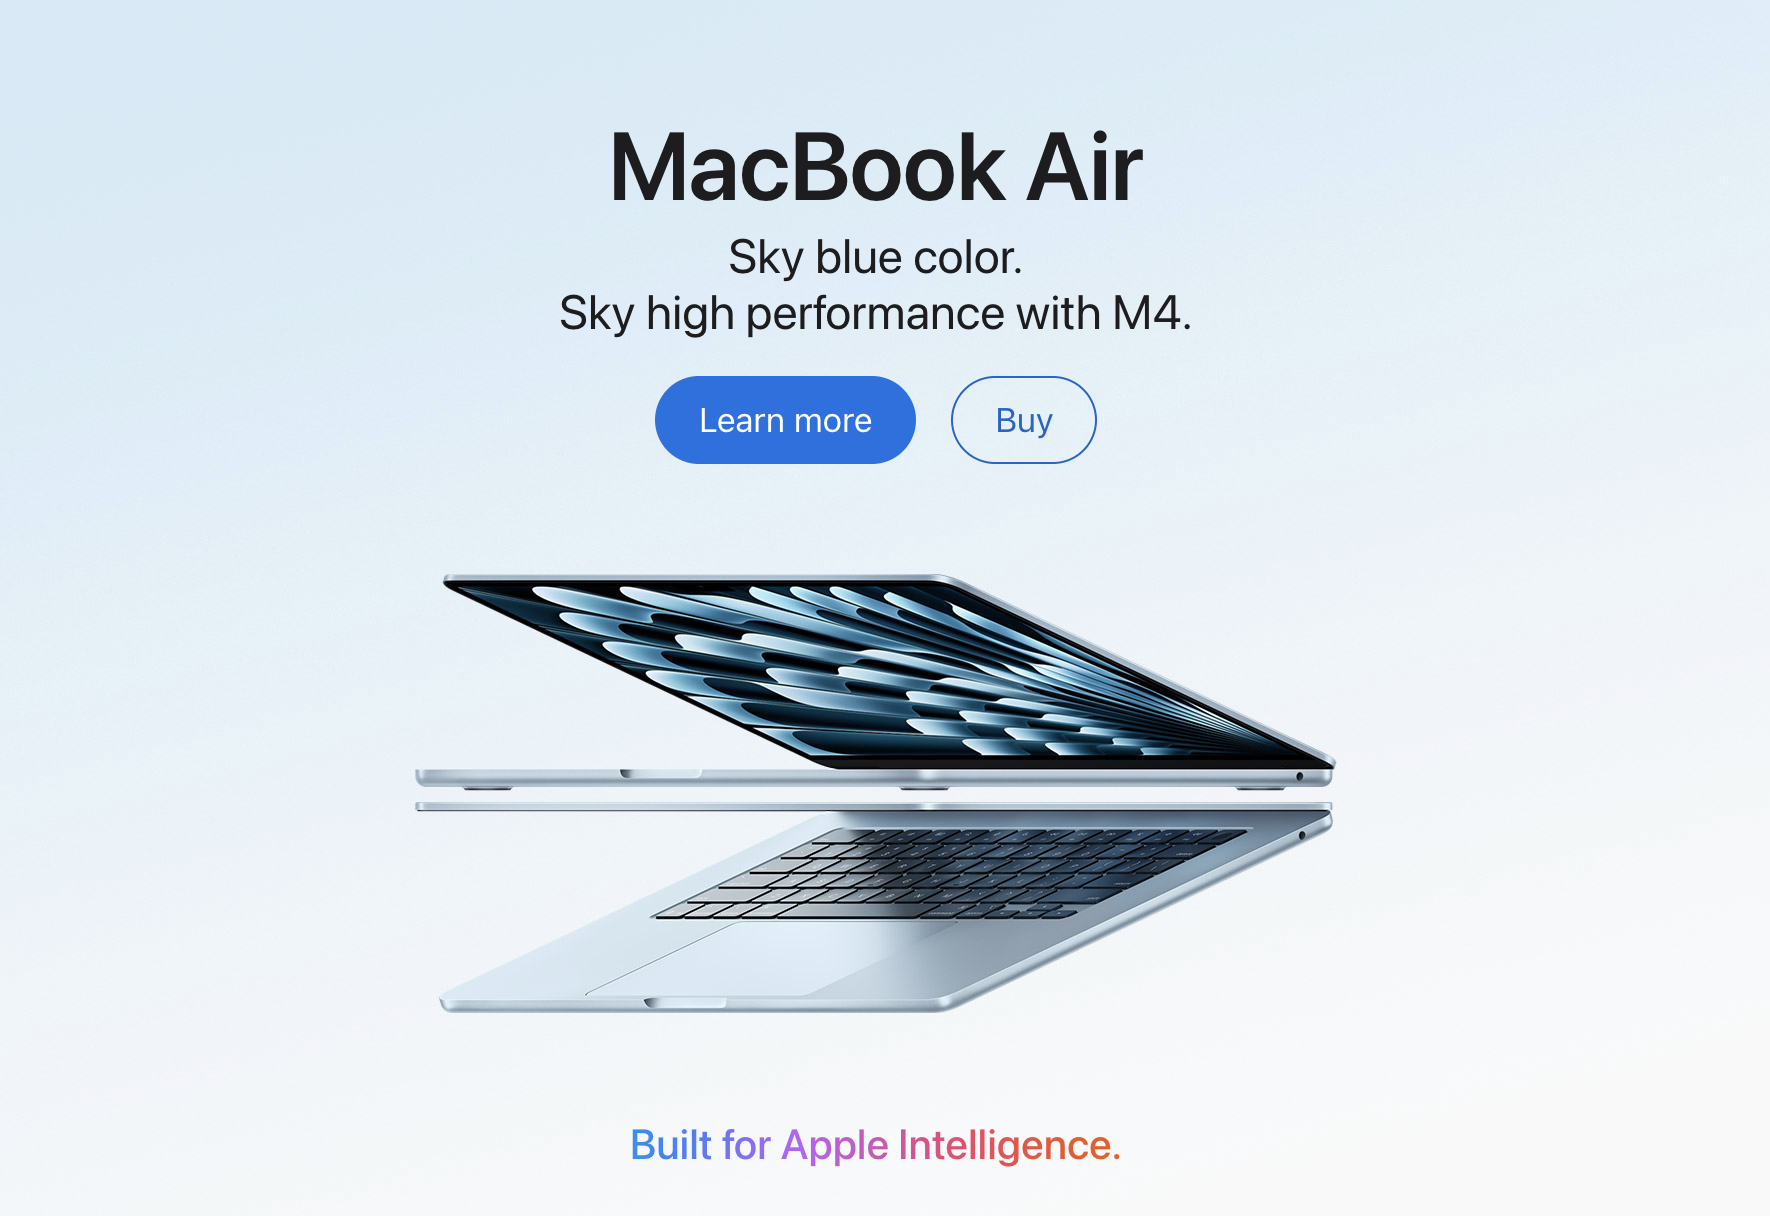 MacBook Air
Sky blue color.
Sky high performance with M4.
Learn more
Buy
Built for Apple Intelligence.